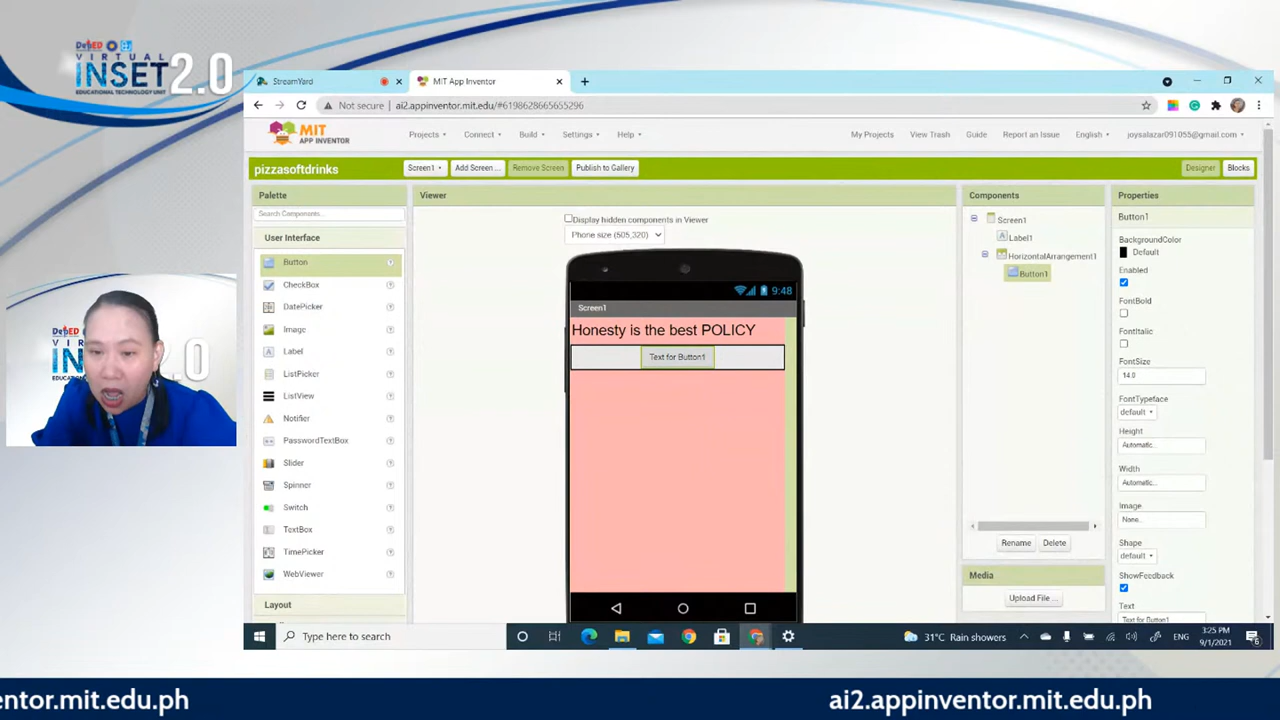 DepED
VIRTUAL
INSET 2.0
EDUCATIONAL TECHNOLOGY UNIT
StreamYard
MIT App Inventor
Not secure
ai2.appinventor.mit.edu/#6198628665655296
MIT
APP INVENTOR
Projects
Connect
Build
Settings
Help
My Projects
View Trash
Guide
Report an Issue
English
joysalazar091055@gmail.com
pizzasoftdrinks
Screen1
Add Screen ...
Remove Screen
Publish to Gallery
Designer
Blocks
Palette
Search Components...
User Interface
Button
CheckBox
DatePicker
Image
Label
ListPicker
ListView
Notifier
PasswordTextBox
Slider
Spinner
Switch
TextBox
TimePicker
WebViewer
Layout
Viewer
Display hidden components in Viewer
Phone size (505,320)
9:48
Screen1
Honesty is the best POLICY
Text for Button1
Components
Screen1
Label1
HorizontalArrangement1
Button1
Rename
Delete
Media
Upload File ...
Properties
Button1
BackgroundColor
Default
Enabled
FontBold
FontItalic
FontSize
14.0
FontTypeface
default
Height
Automatic...
Width
Automatic...
Image
None...
Shape
default
ShowFeedback
Text
Text for Button1
Type here to search
31°C Rain showers
ENG
3:25 PM
9/1/2021
6
entor.mit.edu.ph
ai2.appinventor.mit.edu.ph